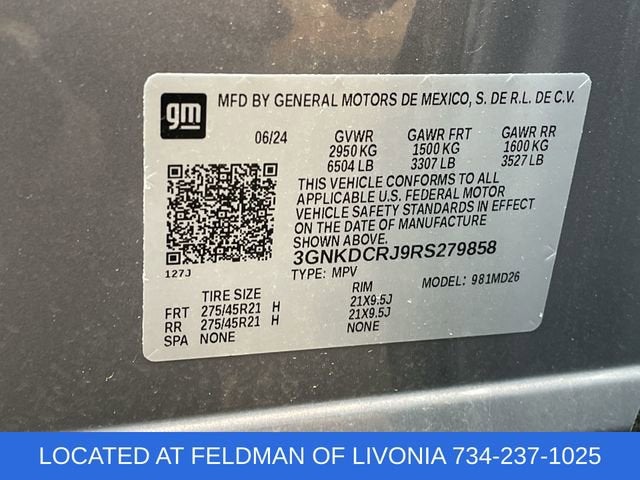 gm MFD BY GENERAL MOTORS DE MEXICO, S. DE R.L. DE C.V.
06/24 GVWR GAWR FRT GAWR RR
2950 KG 1500 KG 1600 KG
6504 LB 3307 LB 3527 LB
THIS VEHICLE CONFORMS TO ALL
APPLICABLE U.S. FEDERAL MOTOR
VEHICLE SAFETY STANDARDS IN EFFECT
ON THE DATE OF MANUFACTURE
SHOWN ABOVE.
3GNKDCRJ9RS279858
127J TYPE: MPV MODEL: 981MD26
TIRE SIZE RIM
FRT 275/45R21 H 21X9.5J
RR 275/45R21 H 21X9.5J
SPA NONE NONE
LOCATED AT FELDMAN OF LIVONIA 734-237-1025